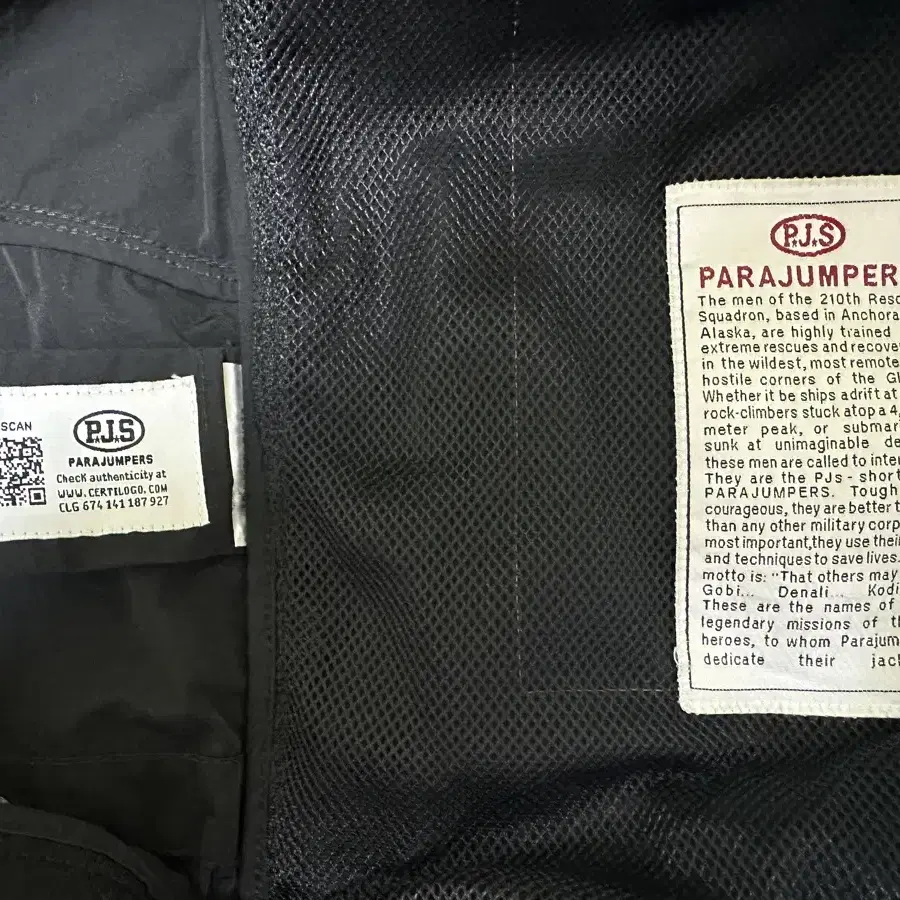 SCAN
P.J.S
PARAJUMPERS
Check authenticity at
WWW.CERTILOGO.COM
CLG 674 141 187 927
P.J.S
PARAJUMPER
The men of the 210th Resc
Squadron, based in Anchora
Alaska, are highly trained
extreme rescues and recove
in the wildest, most remote
hostile corners of the Gl
Whether it be ships adrift at
rock-climbers stuck atop a 4,
meter peak, or submar
sunk at unimaginable de
these men are called to inter
They are the PJs - short
PARAJUMPERS. Tough
courageous, they are better t
than any other military corp
most important,they use thei
and techniques to save lives.
motto is: "That others may
Gobi... Denali... Kodi
These are the names of
legendary missions of th
heroes, to whom Parajum
dedicate their jack